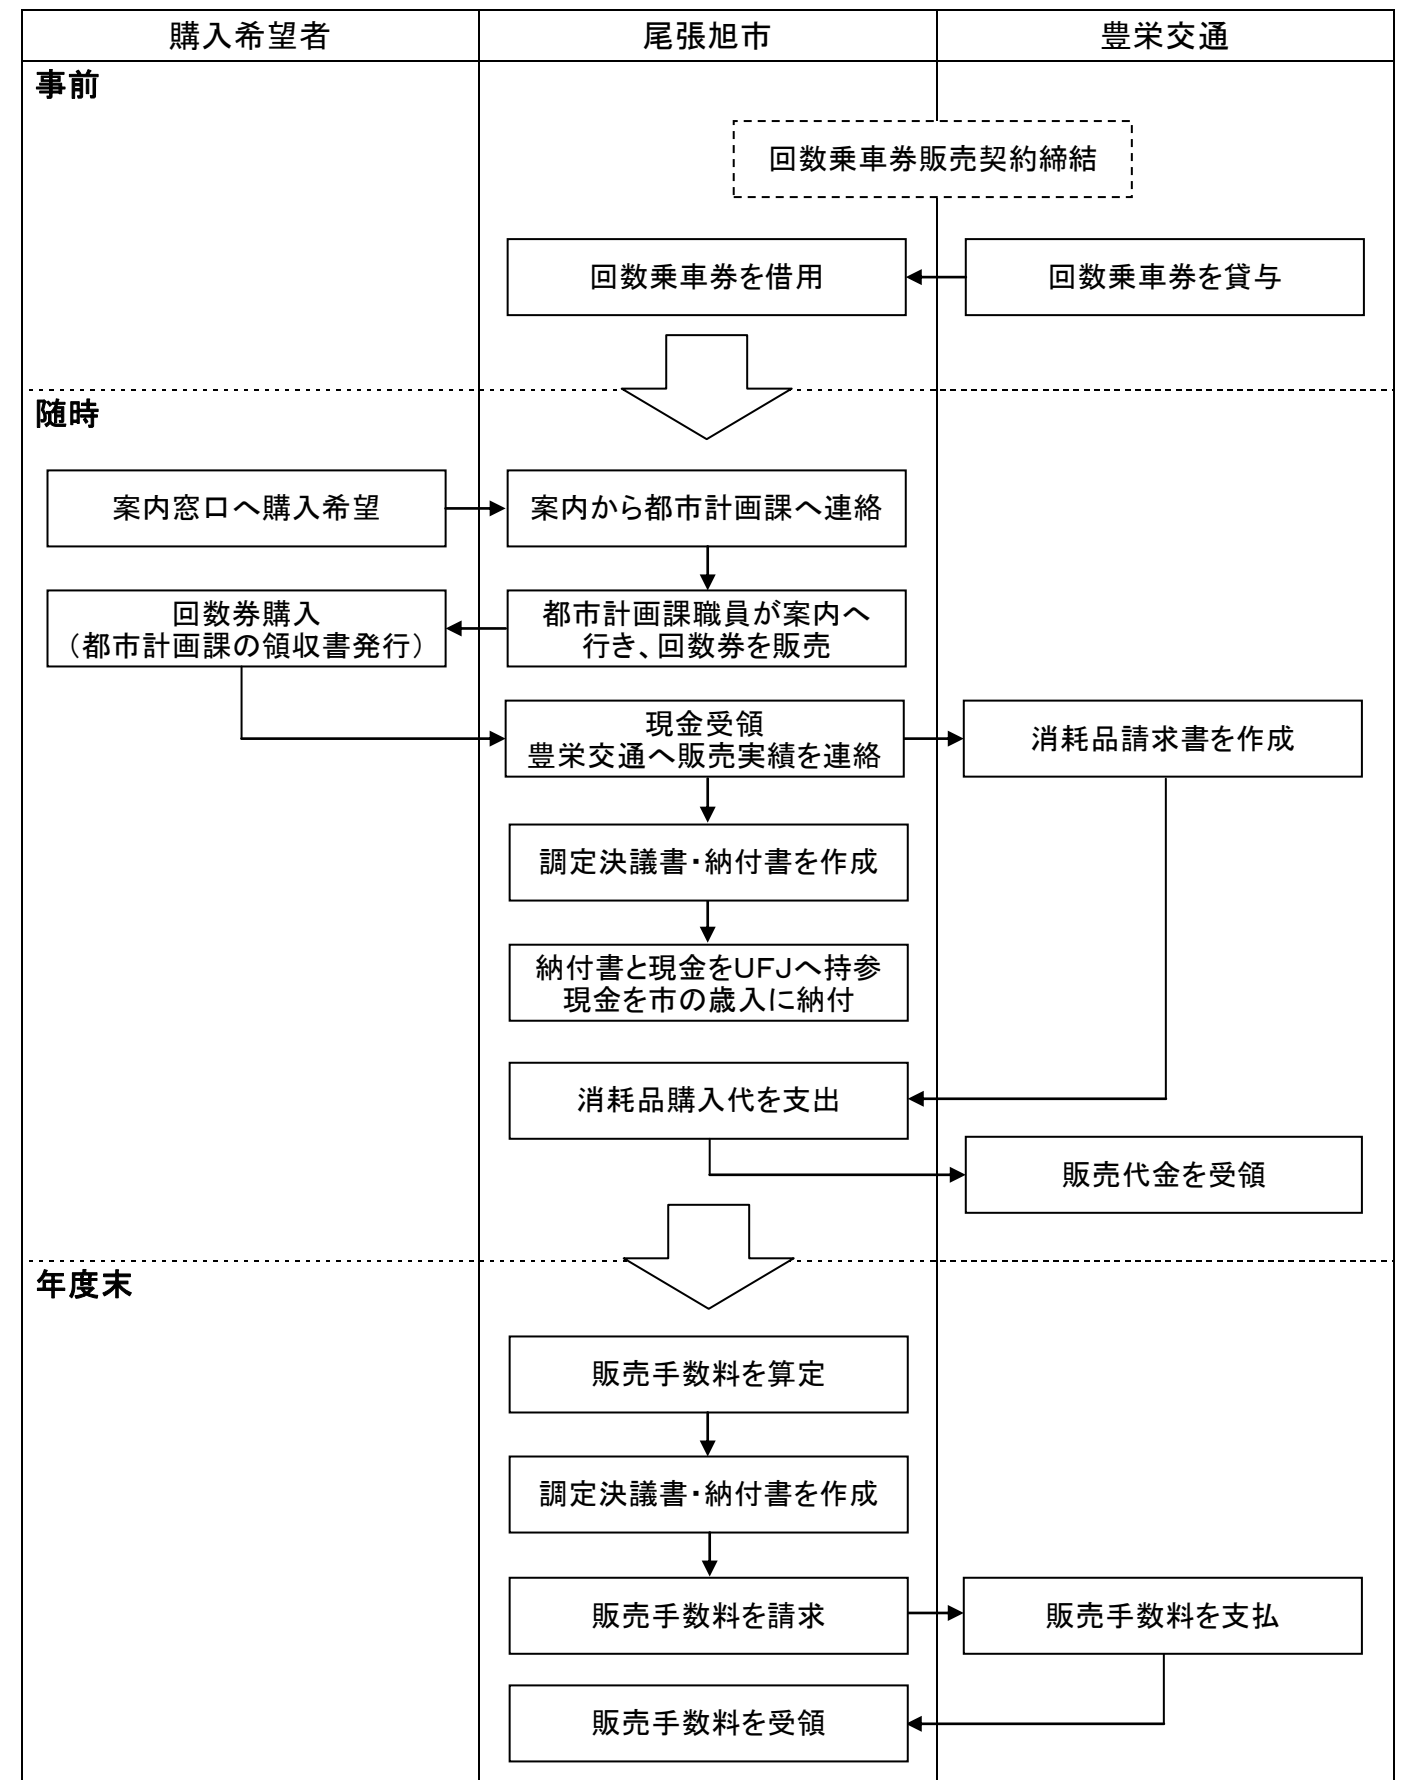 購入希望者
尾張旭市
豊栄交通
事前
回数乗車券販売契約締結
回数乗車券を借用
回数乗車券を貸与
随時
案内窓口へ購入希望
案内から都市計画課へ連絡
回数券購入
（都市計画課の領収書発行）
都市計画課職員が案内へ
行き、回数券を販売
現金受領
豊栄交通へ販売実績を連絡
消耗品請求書を作成
調定決議書・納付書を作成
納付書と現金をUFJへ持参
現金を市の歳入に納付
消耗品購入代を支出
販売代金を受領
年度末
販売手数料を算定
調定決議書・納付書を作成
販売手数料を請求
販売手数料を支払
販売手数料を受領